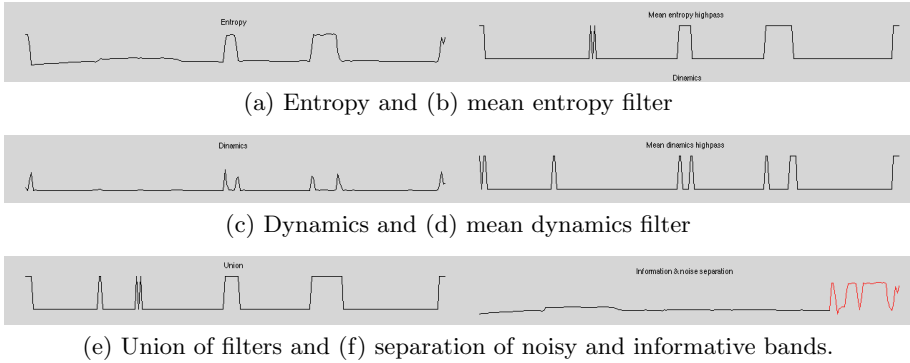 Entropy
Mean entropy highpass
Dinamics
(a) Entropy and (b) mean entropy filter
Dinamics
Mean dinamics highpass
(c) Dynamics and (d) mean dynamics filter
Union
Information & noise separation
(e) Union of filters and (f) separation of noisy and informative bands.